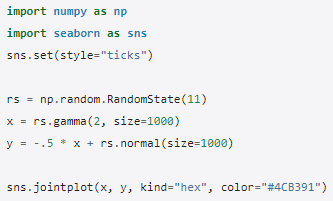 import numpy as np
import seaborn as sns
sns.set(style="ticks")
rs = np.random.RandomState(11)
x = rs.gamma(2, size=1000)
y = -.5 * x + rs.normal(size=1000)
sns.jointplot(x, y, kind="hex", color="#4CB391")